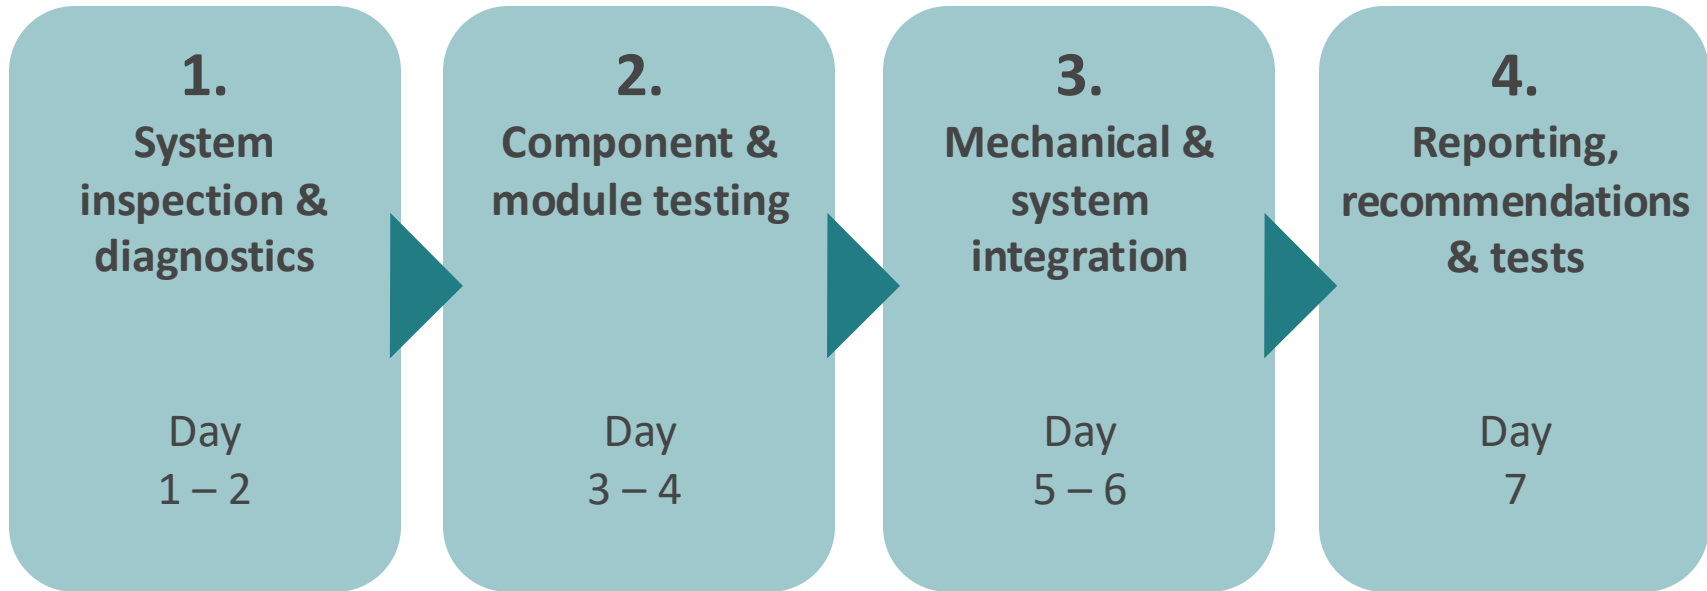 1.
System
inspection &
diagnostics
Day
1 – 2
2.
Component &
module testing
Day
3 – 4
3.
Mechanical &
system
integration
Day
5 – 6
4.
Reporting,
recommendations
& tests
Day
7